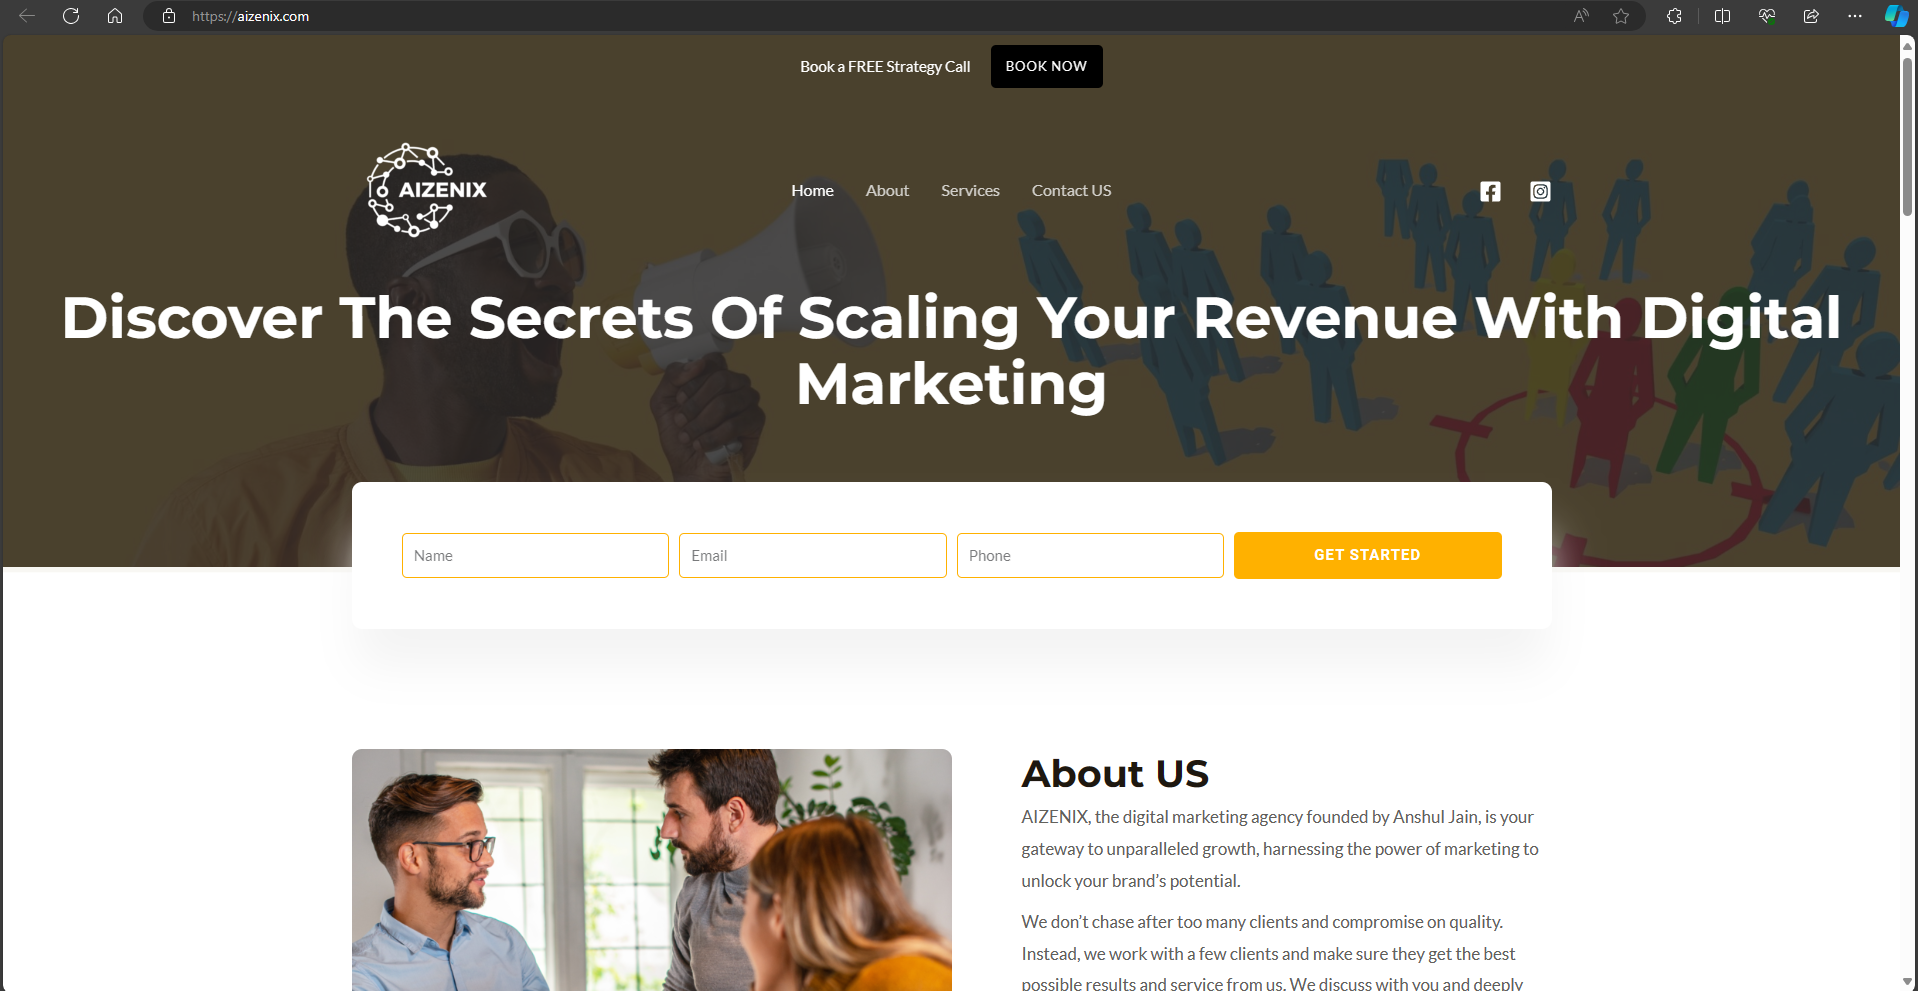 https://aizenix.com
Book a FREE Strategy Call
BOOK NOW
AIZENIX
Home
About
Services
Contact US
Discover The Secrets Of Scaling Your Revenue With Digital
Marketing
Name
Email
Phone
GET STARTED
About US
AIZENIX, the digital marketing agency founded by Anshul Jain, is your
gateway to unparalleled growth, harnessing the power of marketing to
unlock your brand’s potential.
We don’t chase after too many clients and compromise on quality.
Instead, we work with a few clients and make sure they get the best
possible results and service from us. We discuss with you and deeply